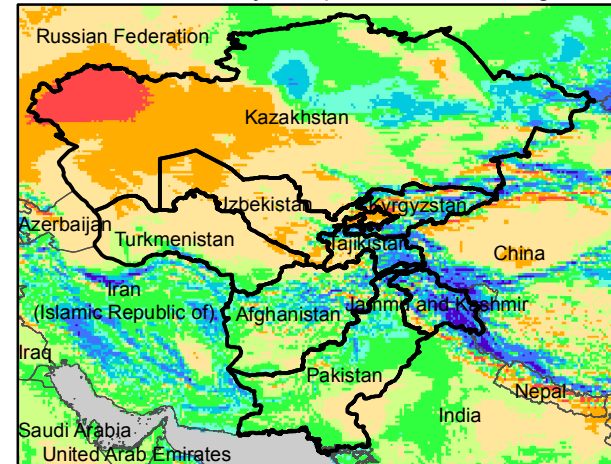 Russian Federation
Kazakhstan
Uzbekistan
Kyrgyzstan
Azerbaijan
Turkmenistan
Tajikistan
China
Iran
(Islamic Republic of)
Afghanistan
Jammu and Kashmir
Iraq
Pakistan
Nepal
India
Saudi Arabia
United Arab Emirates